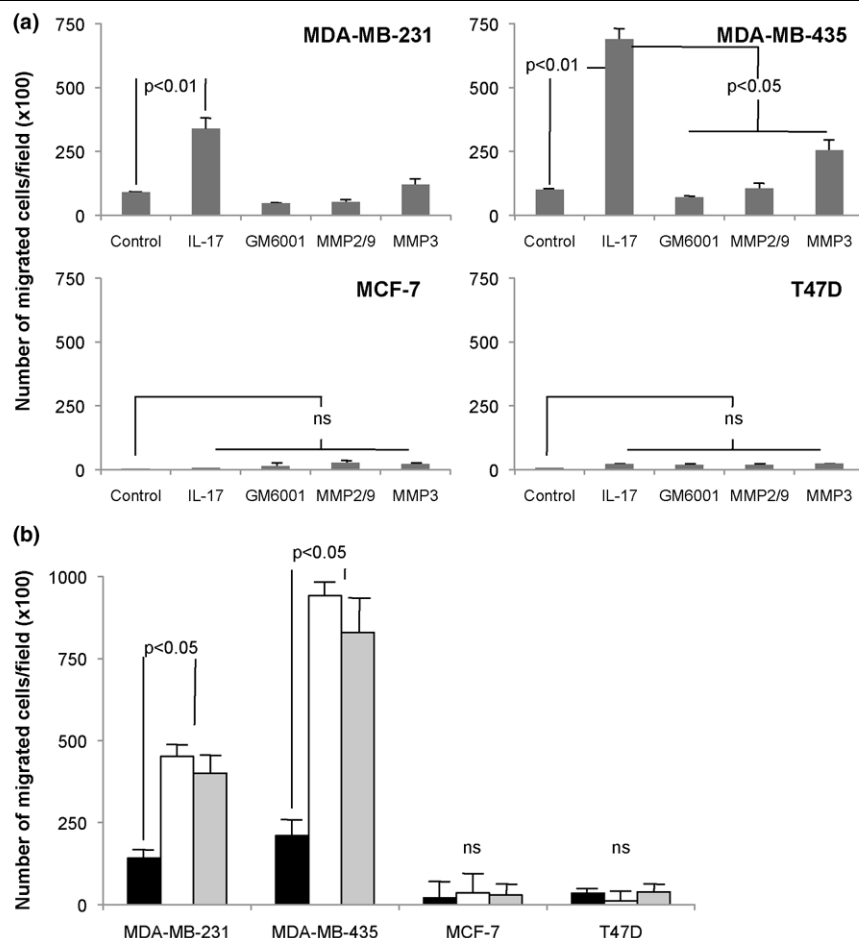 (a)
Number of migrated cells/field (x100)
MDA-MB-231
750
500
250
0
p<0.01
Control IL-17 GM6001 MMP2/9 MMP3
MDA-MB-435
750
500
250
0
p<0.01
p<0.05
Control IL-17 GM6001 MMP2/9 MMP3
MCF-7
750
500
250
0
ns
Control IL-17 GM6001 MMP2/9 MMP3
T47D
750
500
250
0
ns
Control IL-17 GM6001 MMP2/9 MMP3
(b)
Number of migrated cells/field (x100)
1000
750
500
250
0
p<0.05
p<0.05
ns
ns
MDA-MB-231 MDA-MB-435 MCF-7 T47D